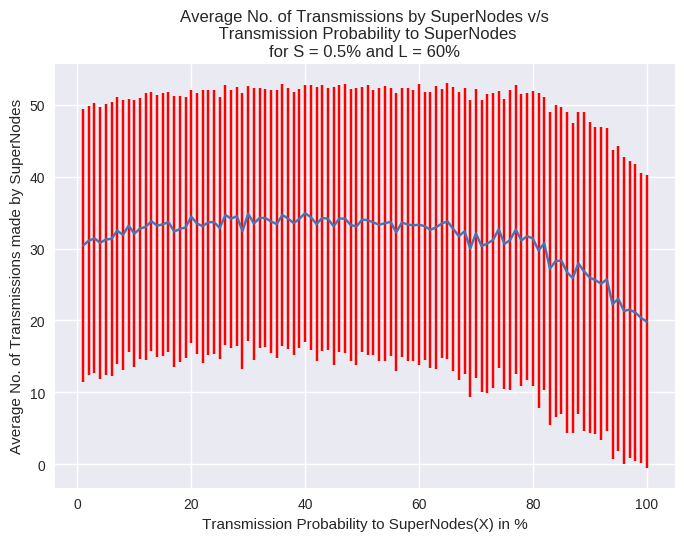 Average No. of Transmissions by SuperNodes v/s
Transmission Probability to SuperNodes
for S = 0.5% and L = 60%
Average No. of Transmissions made by SuperNodes
50
40
30
20
10
0
0 20 40 60 80 100
Transmission Probability to SuperNodes(X) in %